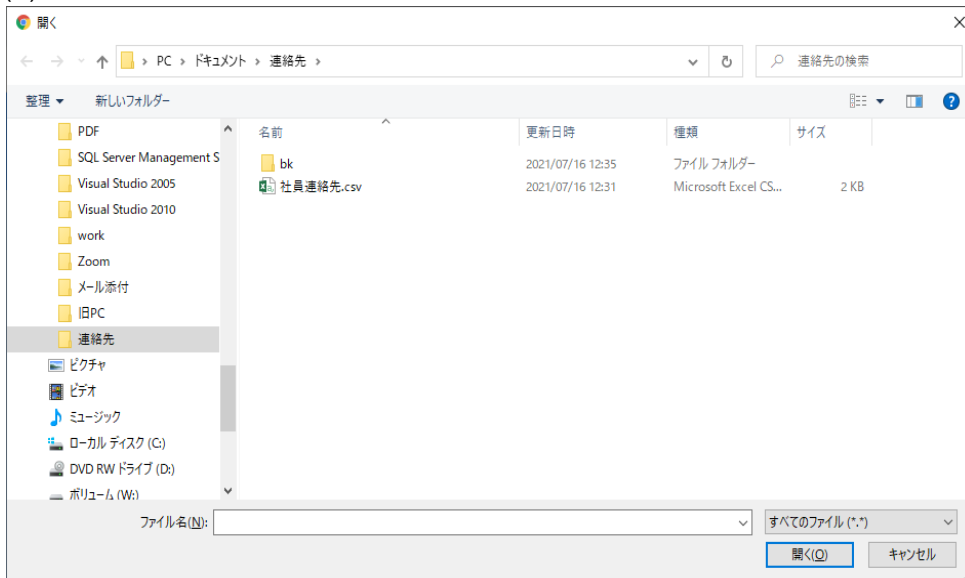 開く
PC › ドキュメント › 連絡先 ›
連絡先の検索
整理 ▼ 新しいフォルダー
名前 更新日時 種類 サイズ
bk 2021/07/16 12:35 ファイル フォルダー
社員連絡先.csv 2021/07/16 12:31 Microsoft Excel CS... 2 KB
PDF
SQL Server Management S
Visual Studio 2005
Visual Studio 2010
work
Zoom
メール添付
旧PC
連絡先
ピクチャ
ビデオ
ミュージック
ローカル ディスク (C:)
DVD RW ドライブ (D:)
ボリューム (W:)
ファイル名(N):
すべてのファイル (*.*)
開く(O) キャンセル